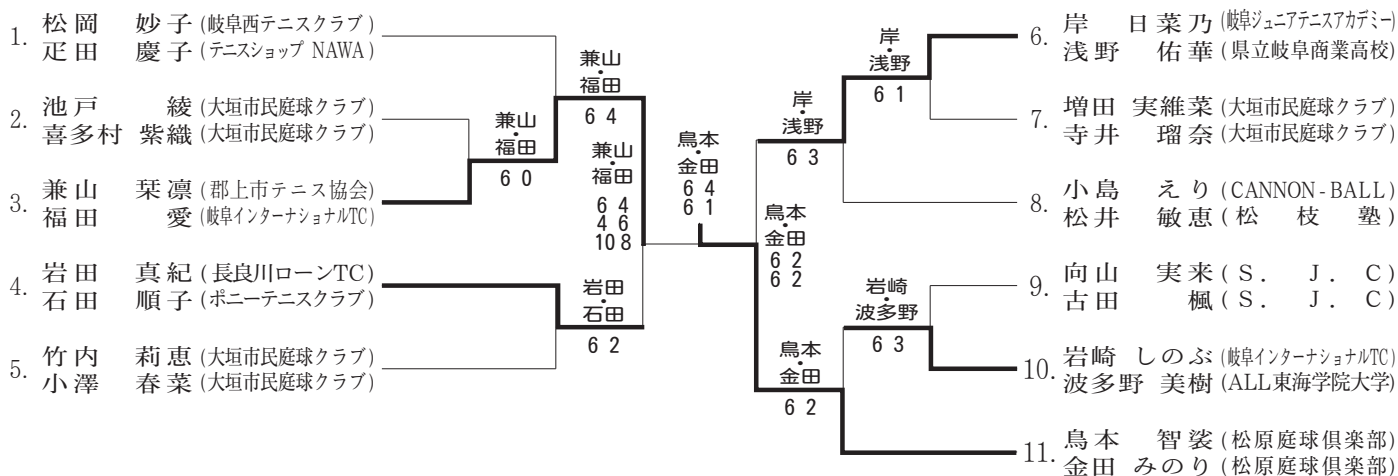 1. 松岡 妙子 (岐阜西テニスクラブ)
疋田 慶子 (テニスショップ NAWA)
2. 池戸 綾 (大垣市民庭球クラブ)
喜多村 紫織 (大垣市民庭球クラブ)
3. 兼山 栞凛 (郡上市テニス協会)
福田 愛 (岐阜インターナショナルTC)
4. 岩田 真紀 (長良川ローンTC)
石田 順子 (ポニーテニスクラブ)
5. 竹内 莉恵 (大垣市民庭球クラブ)
小澤 春菜 (大垣市民庭球クラブ)
兼山・福田
6 0
兼山・福田
6 4
岩田・石田
6 2
兼山・福田
6 4
4 6
10 8
鳥本・金田
6 4
6 1
鳥本・金田
6 2
6 2
岸・浅野
6 3
岸・浅野
6 1
岩崎・波多野
6 3
鳥本・金田
6 2
6. 岸 日菜乃 (岐阜ジュニアテニスアカデミー)
浅野 佑華 (県立岐阜商業高校)
7. 増田 実維菜 (大垣市民庭球クラブ)
寺井 瑠奈 (大垣市民庭球クラブ)
8. 小島 えり (CANNON-BALL)
松井 敏恵 (松枝塾)
9. 向山 実来 (S. J. C)
古田 楓 (S. J. C)
10. 岩崎 しのぶ (岐阜インターナショナルTC)
波多野 美樹 (ALL東海学院大学)
11. 鳥本 智裟 (松原庭球倶楽部)
金田 みのり (松原庭球倶楽部)